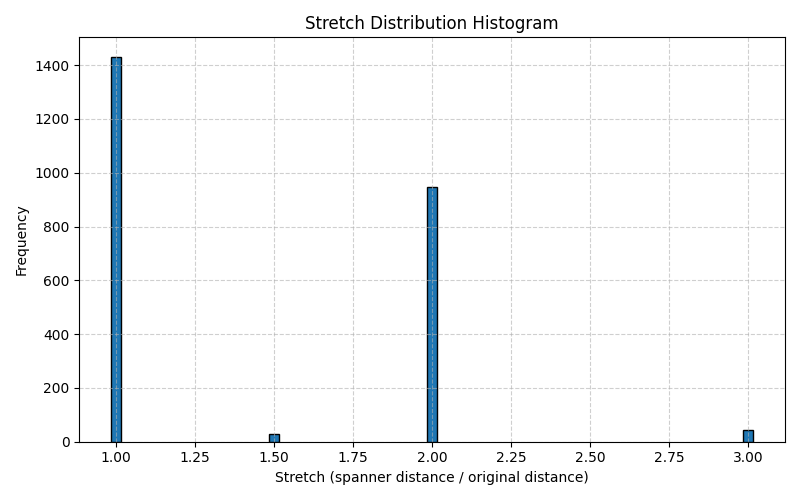 Stretch Distribution Histogram
1400
1200
1000
800
600
400
200
0
Frequency
1.00 1.25 1.50 1.75 2.00 2.25 2.50 2.75 3.00
Stretch (spanner distance / original distance)